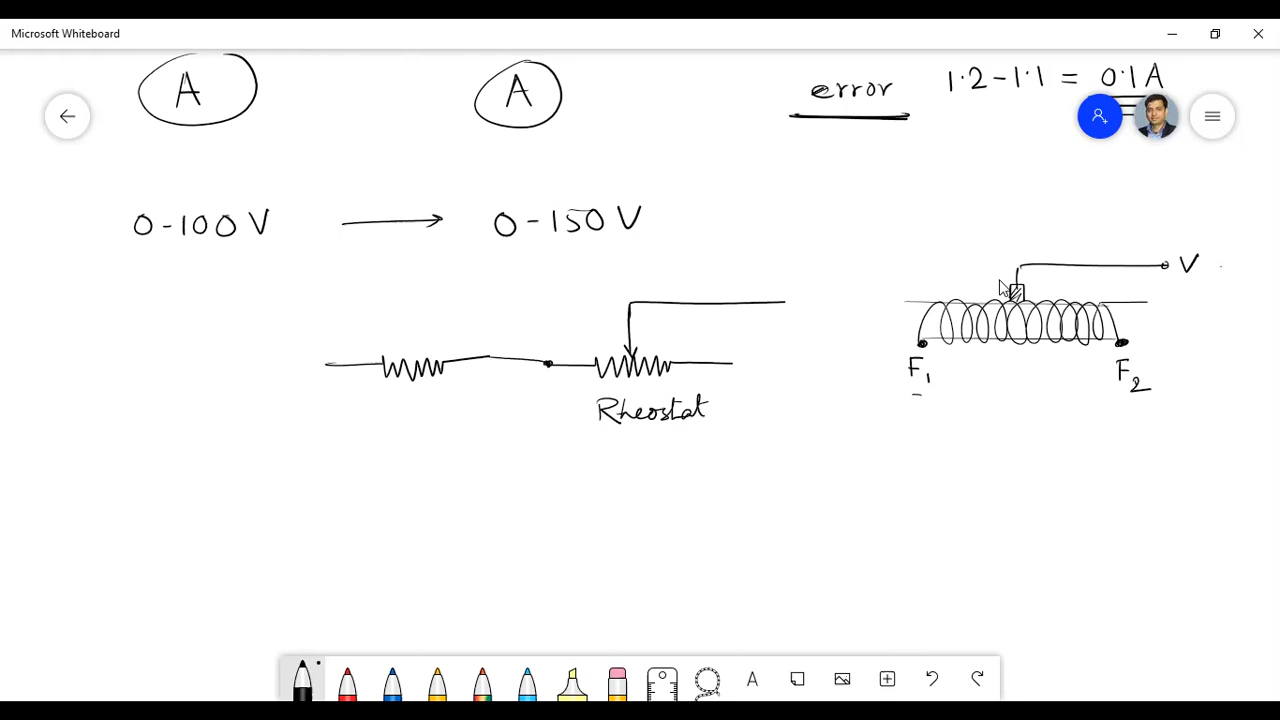 Microsoft Whiteboard
A A error 1.2-1.1 = 0.1 A
0-100 V → 0-150 V
V
F1 F2
Rheostat
A